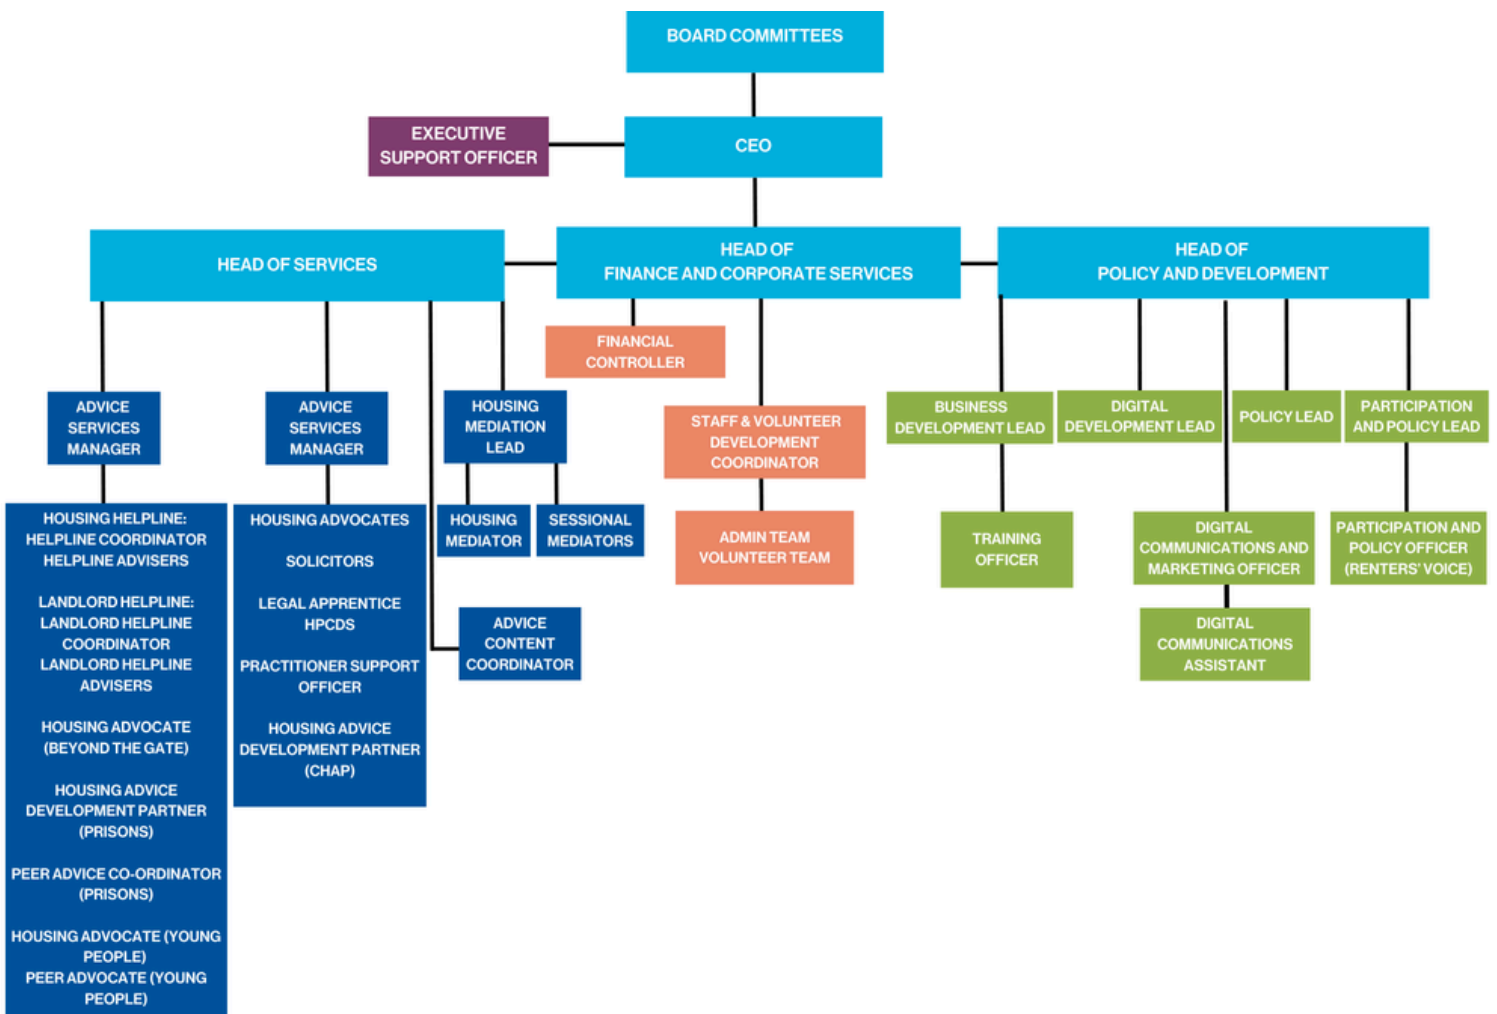 BOARD COMMITTEES
EXECUTIVE
SUPPORT OFFICER
CEO
HEAD OF SERVICES
HEAD OF
FINANCE AND CORPORATE SERVICES
HEAD OF
POLICY AND DEVELOPMENT
FINANCIAL
CONTROLLER
ADVICE
SERVICES
MANAGER
ADVICE
SERVICES
MANAGER
HOUSING
MEDIATION
LEAD
STAFF & VOLUNTEER
DEVELOPMENT
COORDINATOR
BUSINESS
DEVELOPMENT LEAD
DIGITAL
DEVELOPMENT LEAD
POLICY LEAD
PARTICIPATION
AND POLICY LEAD
HOUSING HELPLINE:
HELPLINE COORDINATOR
HELPLINE ADVISERS
LANDLORD HELPLINE:
LANDLORD HELPLINE
COORDINATOR
LANDLORD HELPLINE
ADVISERS
HOUSING ADVOCATE
(BEYOND THE GATE)
HOUSING ADVICE
DEVELOPMENT PARTNER
(PRISONS)
PEER ADVICE CO-ORDINATOR
(PRISONS)
HOUSING ADVOCATE (YOUNG
PEOPLE)
PEER ADVOCATE (YOUNG
PEOPLE)
HOUSING ADVOCATES
SOLICITORS
LEGAL APPRENTICE
HPCDS
PRACTITIONER SUPPORT
OFFICER
HOUSING ADVICE
DEVELOPMENT PARTNER
(CHAP)
HOUSING
MEDIATOR
SESSIONAL
MEDIATORS
ADVICE
CONTENT
COORDINATOR
ADMIN TEAM
VOLUNTEER TEAM
TRAINING
OFFICER
DIGITAL
COMMUNICATIONS AND
MARKETING OFFICER
PARTICIPATION AND
POLICY OFFICER
(RENTERS' VOICE)
DIGITAL
COMMUNICATIONS
ASSISTANT